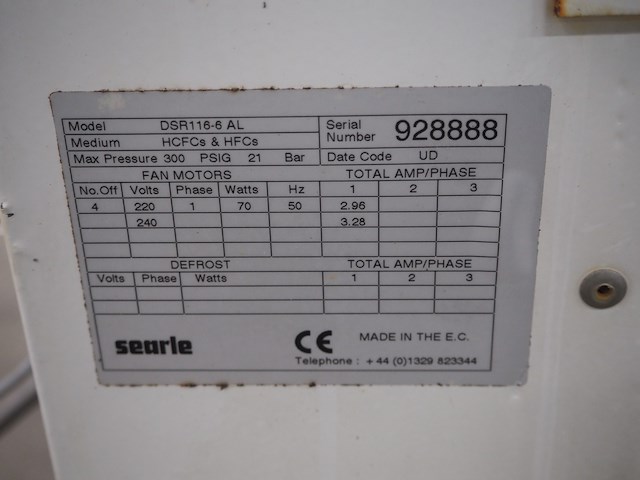 Model DSR116-6 AL Serial Number 928888
Medium HCFCs & HFCs
Max Pressure 300 PSIG 21 Bar Date Code UD
FAN MOTORS TOTAL AMP/PHASE
No.Off Volts Phase Watts Hz 1 2 3
4 220 1 70 50 2.96
240 3.28
DEFROST TOTAL AMP/PHASE
Volts Phase Watts 1 2 3
searle CE MADE IN THE E.C.
Telephone : +44 (0)1329 823344